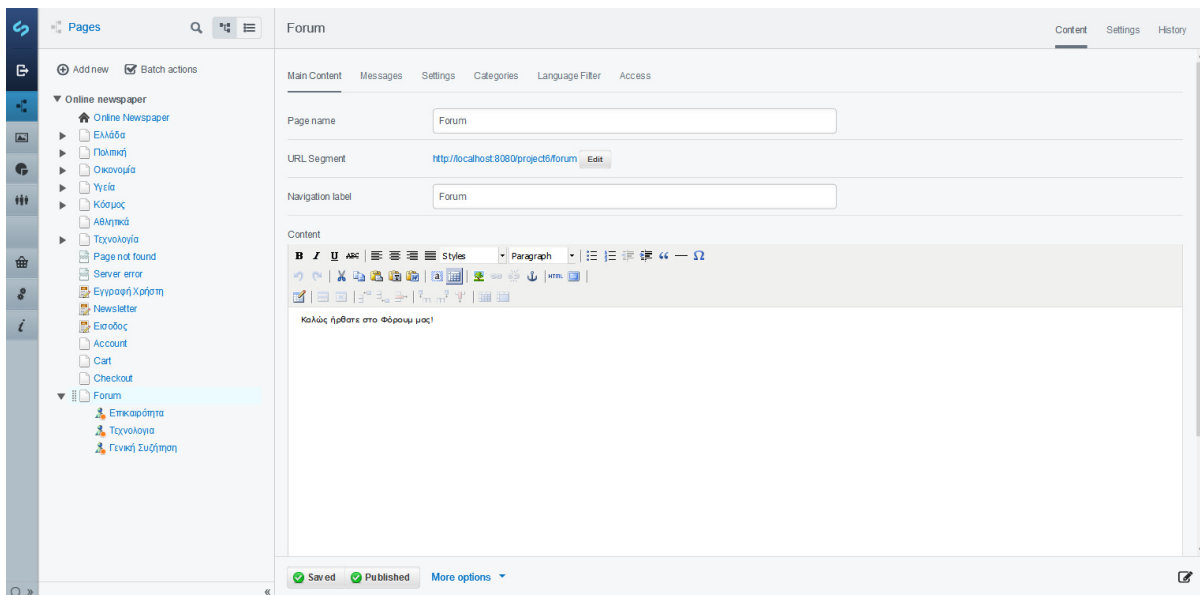 Pages
Add new Batch actions
Online newspaper
Online Newspaper
Ελλάδα
Πολιτική
Οικονομία
Υγεία
Κόσμος
Αθλητικά
Τεχνολογία
Page not found
Server error
Εγγραφή Χρήστη
Newsletter
Εισοδος
Account
Cart
Checkout
Forum
Επικαιρότητα
Τεχνολογια
Γενική Συζήτηση
Forum
Content Settings History
Main Content Messages Settings Categories Language Filter Access
Page name Forum
URL Segment http://localhost:8080/project6/forum Edit
Navigation label Forum
Content
B I U ABC Styles Paragraph “ — Ω
HTML
Καλώς ήρθατε στο Φόρουμ μας!
Saved Published More options